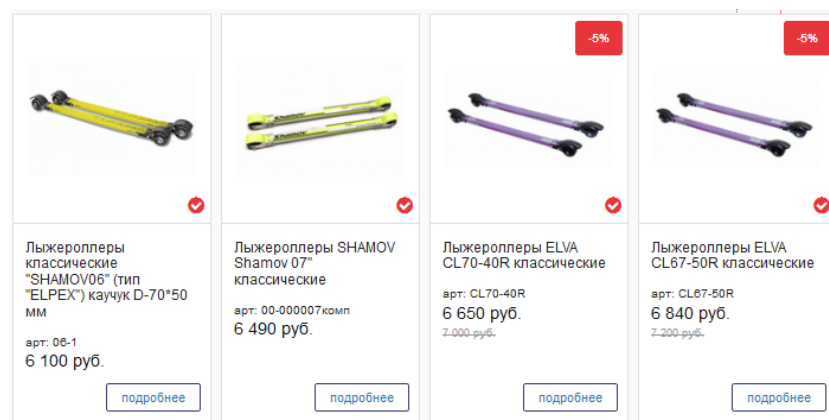 -5%
-5%
Shamov
Лыжероллеры
классические
"SHAMOV06" (тип
"ELPEX") каучук D-70*50
мм
арт: 06-1
6 100 руб.
подробнее
Лыжероллеры SHAMOV
Shamov 07"
классические
арт: 00-000007комп
6 490 руб.
подробнее
Лыжероллеры ELVA
CL70-40R классические
арт: CL70-40R
6 650 руб.
7 000 руб.
подробнее
Лыжероллеры ELVA
CL67-50R классические
арт: CL67-50R
6 840 руб.
7 200 руб.
подробнее